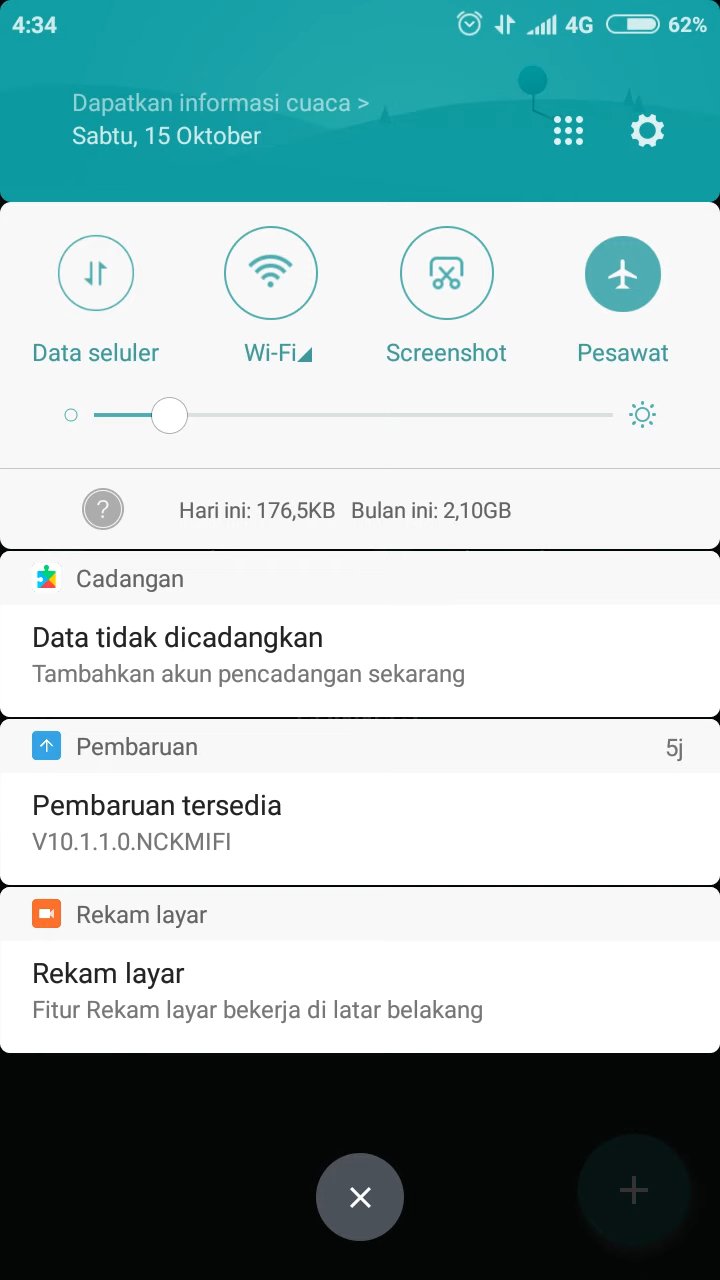 4:34
4G
62%
Dapatkan informasi cuaca >
Sabtu, 15 Oktober
Data seluler
Wi-Fi
Screenshot
Pesawat
? Hari ini: 176,5KB Bulan ini: 2,10GB
Cadangan
Data tidak dicadangkan
Tambahkan akun pencadangan sekarang
Pembaruan 5j
Pembaruan tersedia
V10.1.1.0.NCKMIFI
Rekam layar
Rekam layar
Fitur Rekam layar bekerja di latar belakang